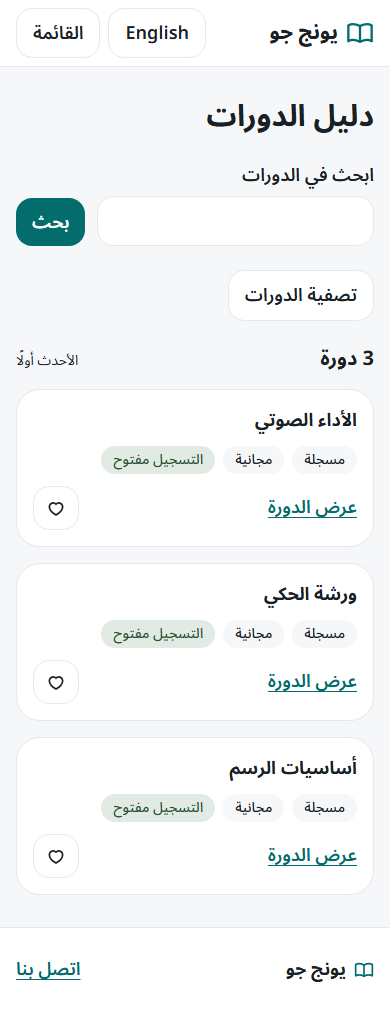 يونج جو
English
القائمة
دليل الدورات
ابحث في الدورات
بحث
تصفية الدورات
3 دورة
الأحدث أولًا
الأداء الصوتي
مسجلة
مجانية
التسجيل مفتوح
عرض الدورة
ورشة الحكي
مسجلة
مجانية
التسجيل مفتوح
عرض الدورة
أساسيات الرسم
مسجلة
مجانية
التسجيل مفتوح
عرض الدورة
يونج جو
اتصل بنا